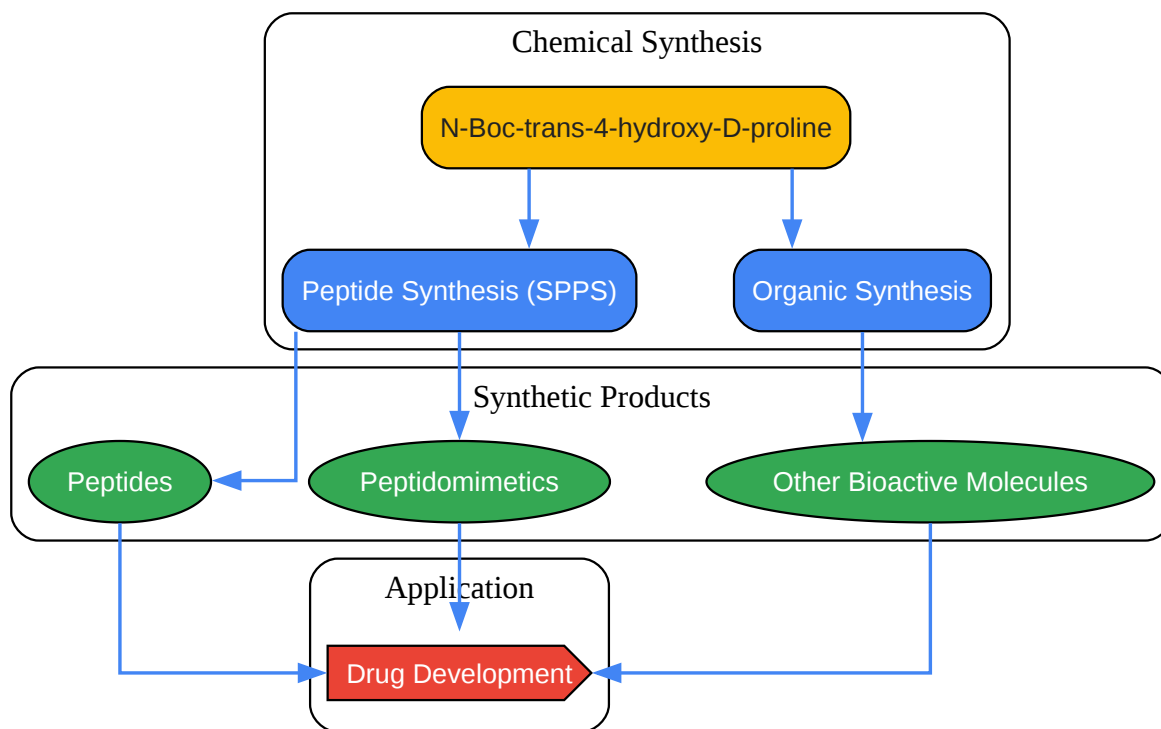 Chemical Synthesis
N-Boc-trans-4-hydroxy-D-proline
Peptide Synthesis (SPPS)
Organic Synthesis
Synthetic Products
Peptides
Peptidomimetics
Other Bioactive Molecules
Application
Drug Development